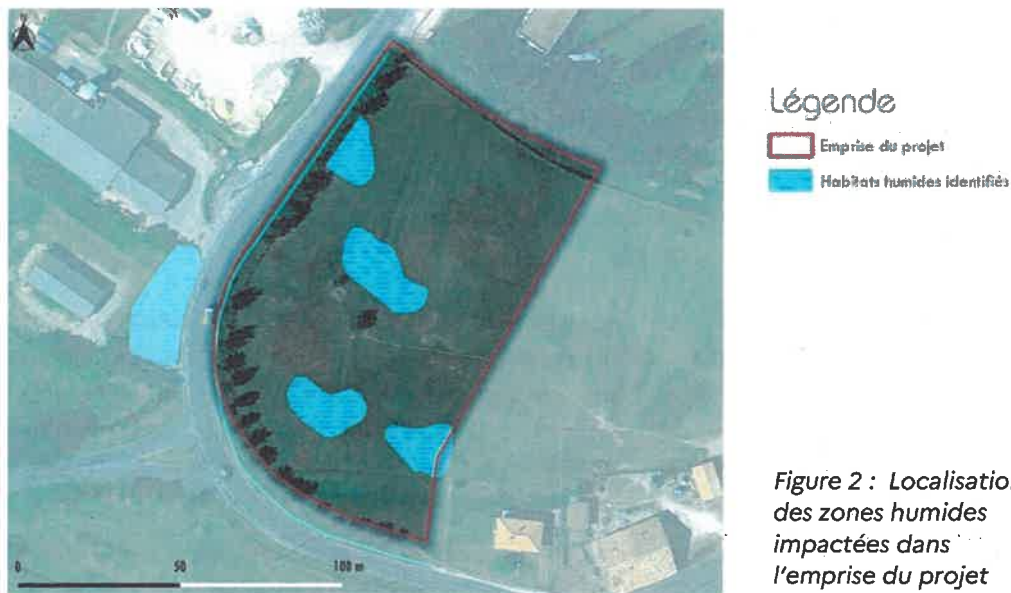 Légende
Emprise du projet
Habitats humides identifiés
0 50 100 m
Figure 2 : Localisation
des zones humides
impactées dans
l'emprise du projet